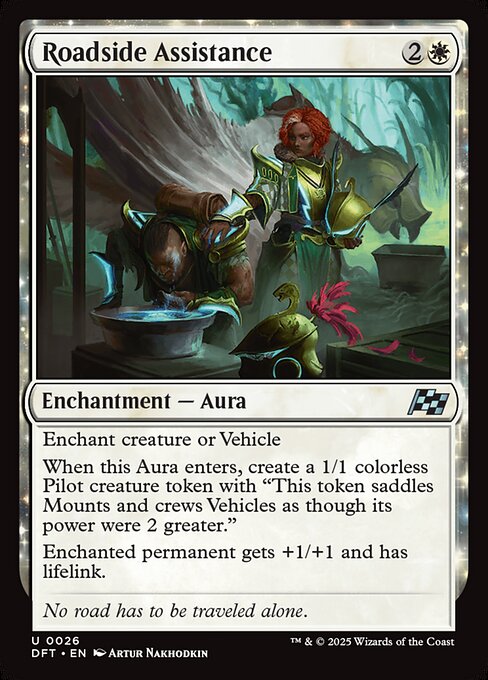 Roadside Assistance 2
Enchantment — Aura
Enchant creature or Vehicle
When this Aura enters, create a 1/1 colorless
Pilot creature token with “This token saddles
Mounts and crews Vehicles as though its
power were 2 greater.”
Enchanted permanent gets +1/+1 and has
lifelink.
No road has to be traveled alone.
U 0026
DFT • EN Artur Nakhodkin
™ & © 2025 Wizards of the Coast